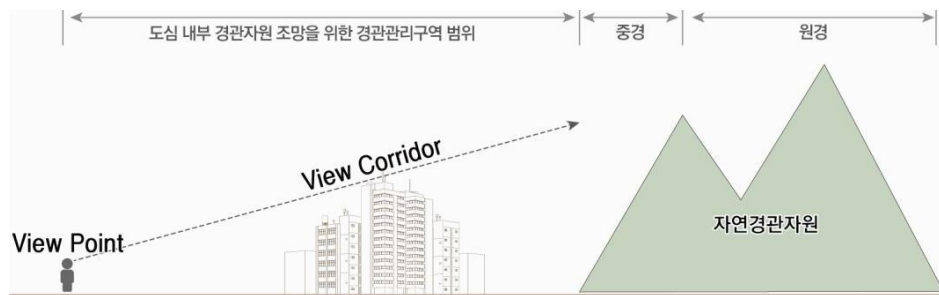 도심 내부 경관자원 조망을 위한 경관관리구역 범위
중경
원경
View Corridor
View Point
자연경관자원